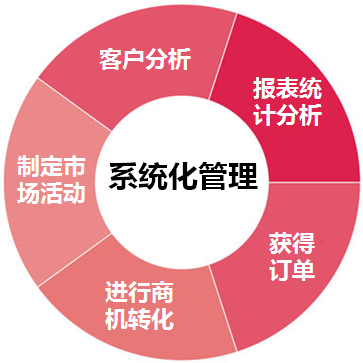 客户分析
报表统
计分析
制定市
场活动
系统化管理
获得
订单
进行商
机转化